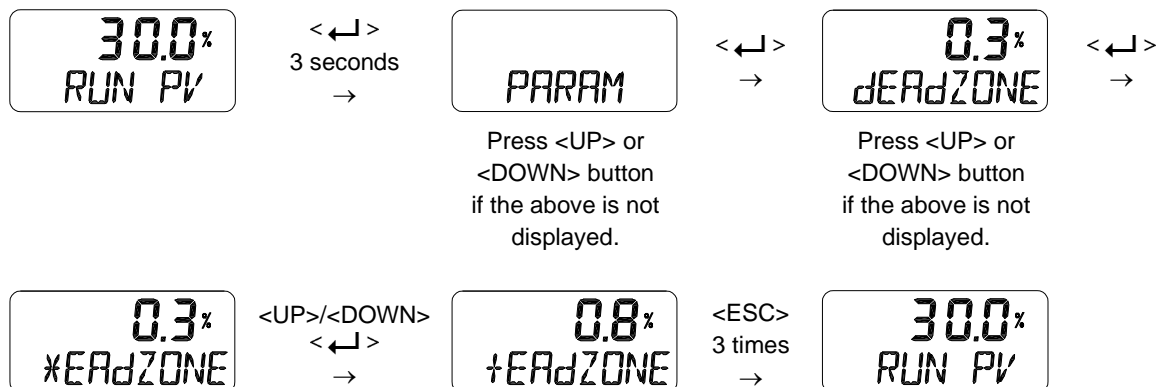 30.0%
RUN PV
<↵>
3 seconds
→
PARAM
Press <UP> or
<DOWN> button
if the above is not
displayed.
<↵>
→
0.3%
dEAdZONE
Press <UP> or
<DOWN> button
if the above is not
displayed.
<↵>
→
0.3%
*EAdZONE
<UP>/<DOWN>
<↵>
→
0.8%
+EAdZONE
<ESC>
3 times
→
30.0%
RUN PV